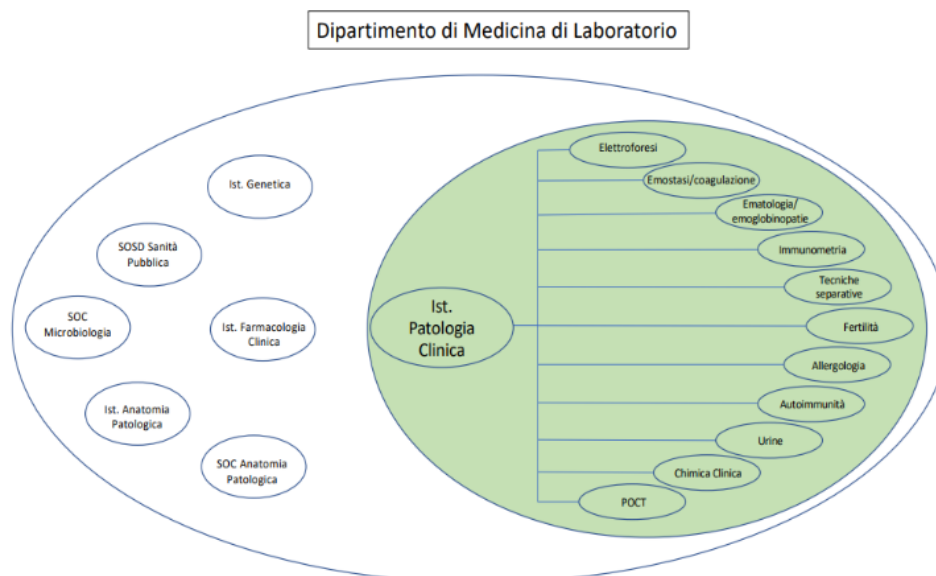 Dipartimento di Medicina di Laboratorio
Ist. Genetica
SOSD Sanità
Pubblica
SOC
Microbiologia
Ist. Farmacologia
Clinica
Ist. Anatomia
Patologica
SOC Anatomia
Patologica
Ist.
Patologia
Clinica
Elettroforesi
Emostasi/coagulazione
Ematologia/
emoglobinopatie
Immunometria
Tecniche
separative
Fertilità
Allergologia
Autoimmunità
Urine
Chimica Clinica
POCT